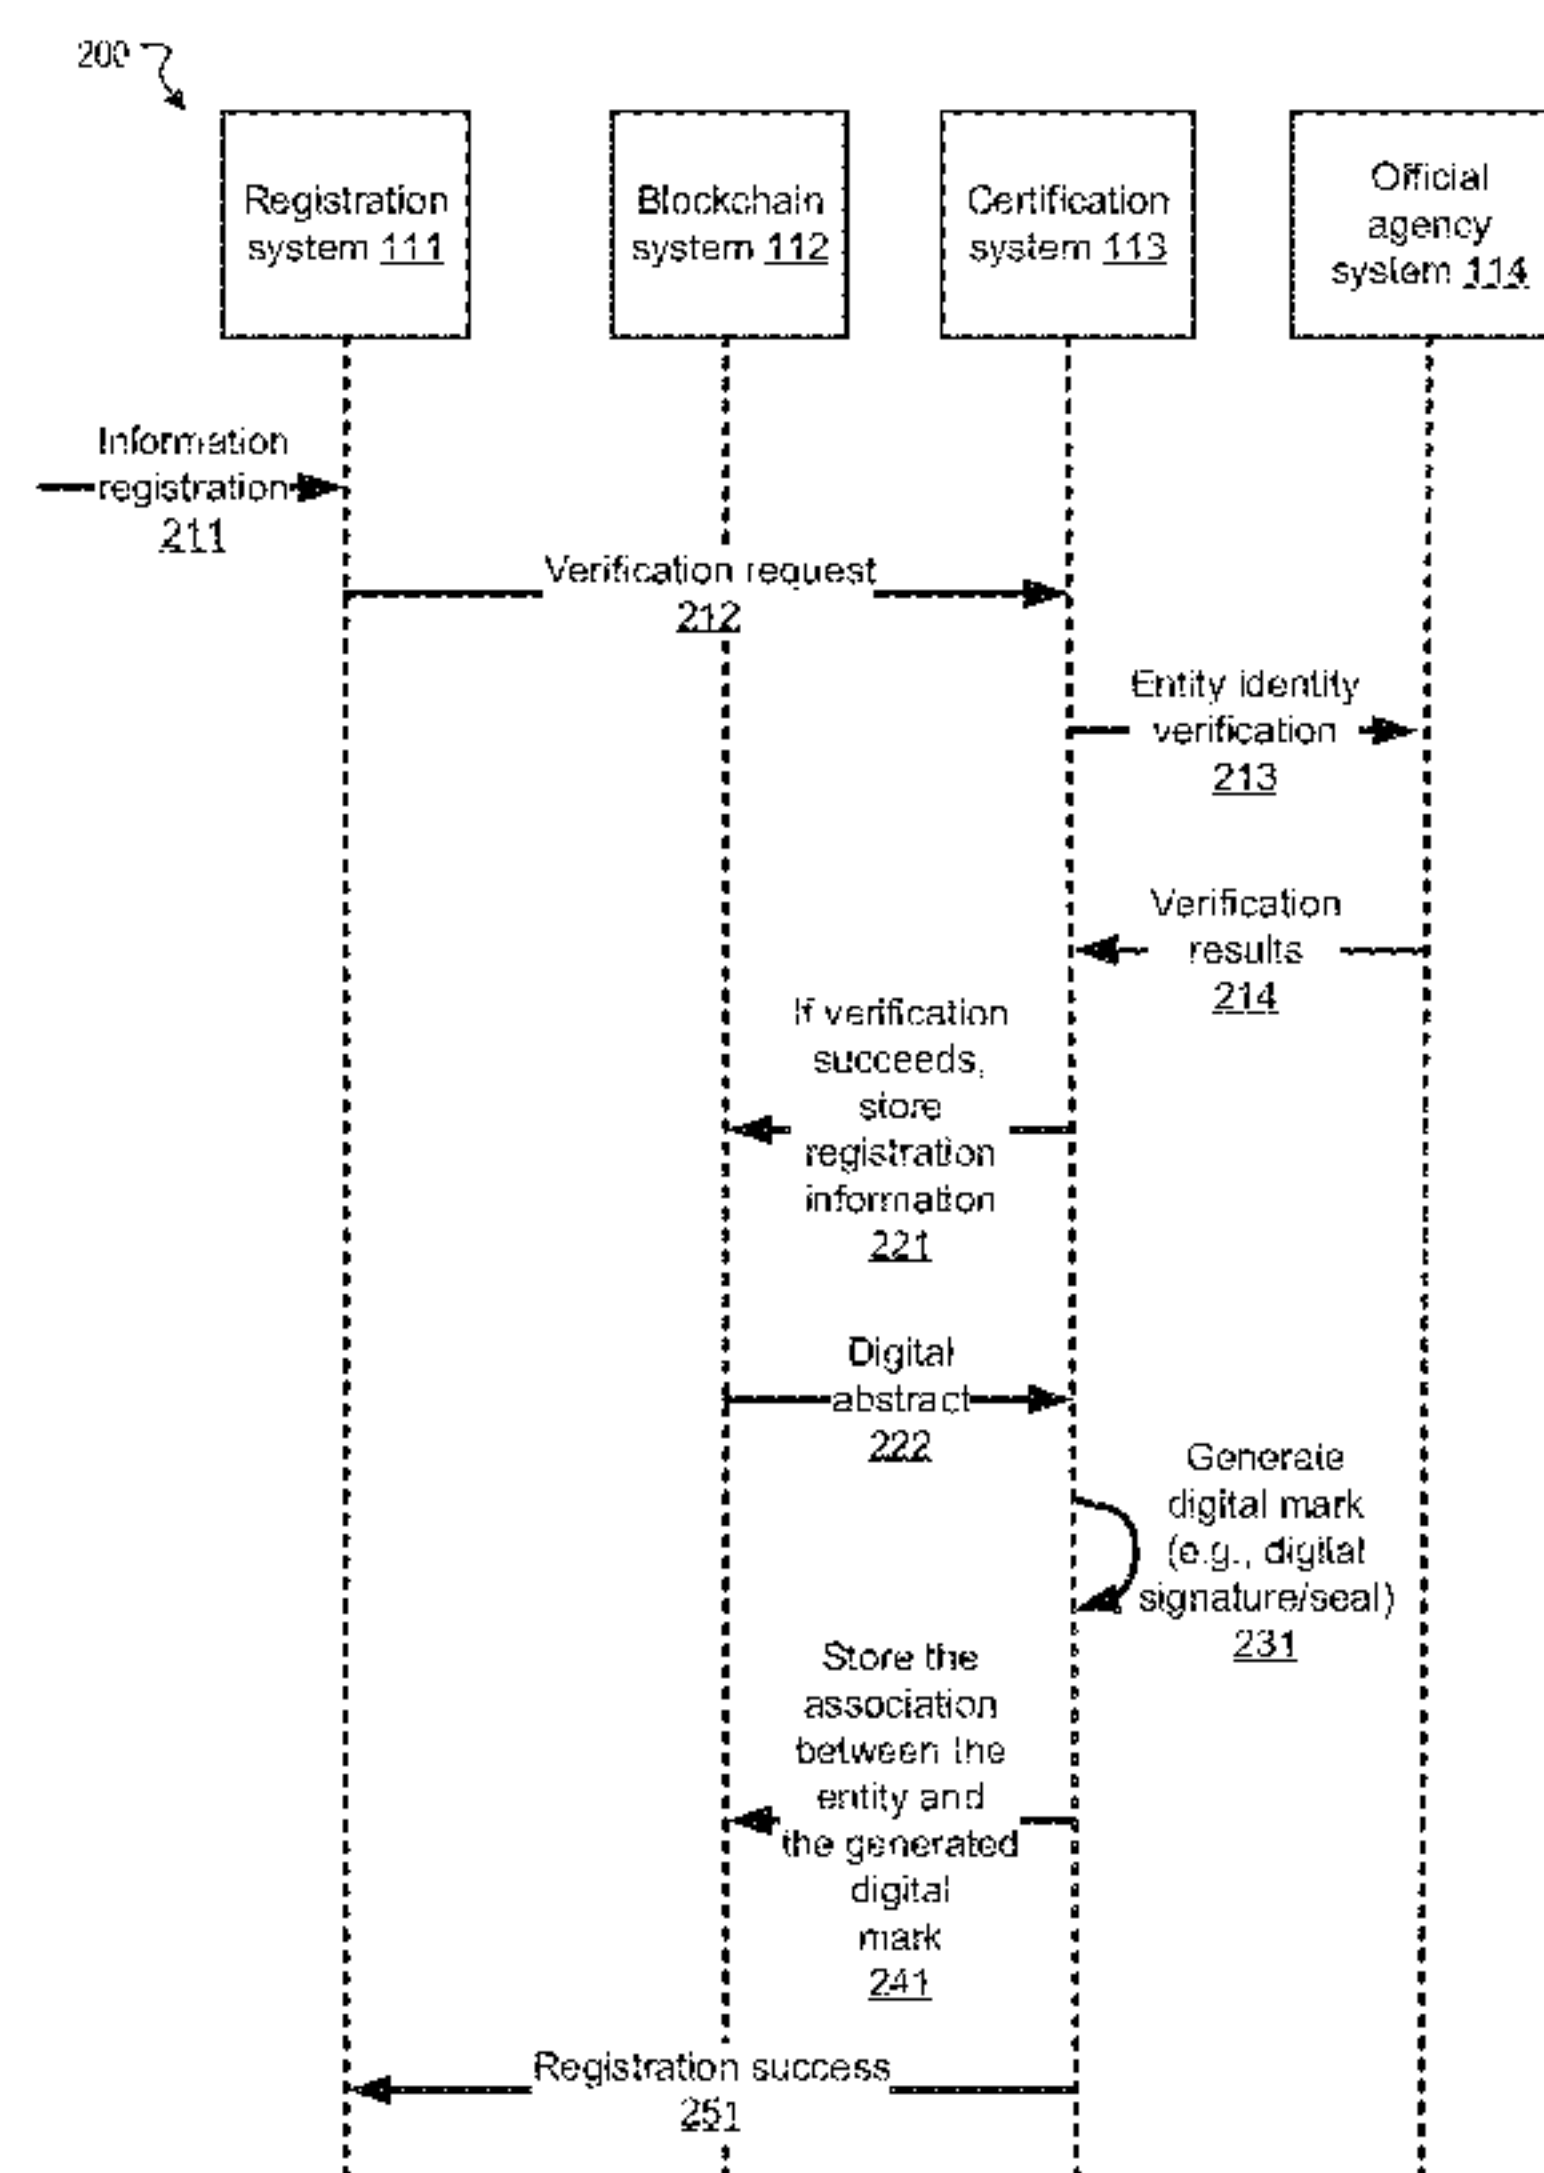 200
Registration
system 111
Blockchain
system 112
Certification
system 113
Official
agency
system 114
Information
registration
211
Verification request
212
Entity identity
verification
213
Verification
results
214
If verification
succeeds,
store
registration
information
221
Digital
abstract
222
Generate
digital mark
(e.g., digital
signature/seal)
231
Store the
association
between the
entity and
the generated
digital
mark
241
Registration success
251